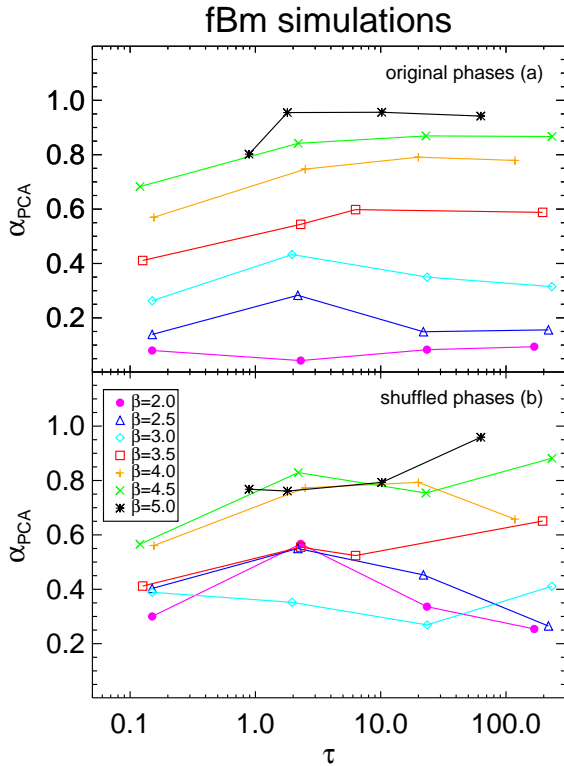 fBm simulations
original phases (a)
1.0
0.8
0.6
0.4
0.2
αPCA
shuffled phases (b)
β=2.0
β=2.5
β=3.0
β=3.5
β=4.0
β=4.5
β=5.0
1.0
0.8
0.6
0.4
0.2
αPCA
0.1 1.0 10.0 100.0
τ